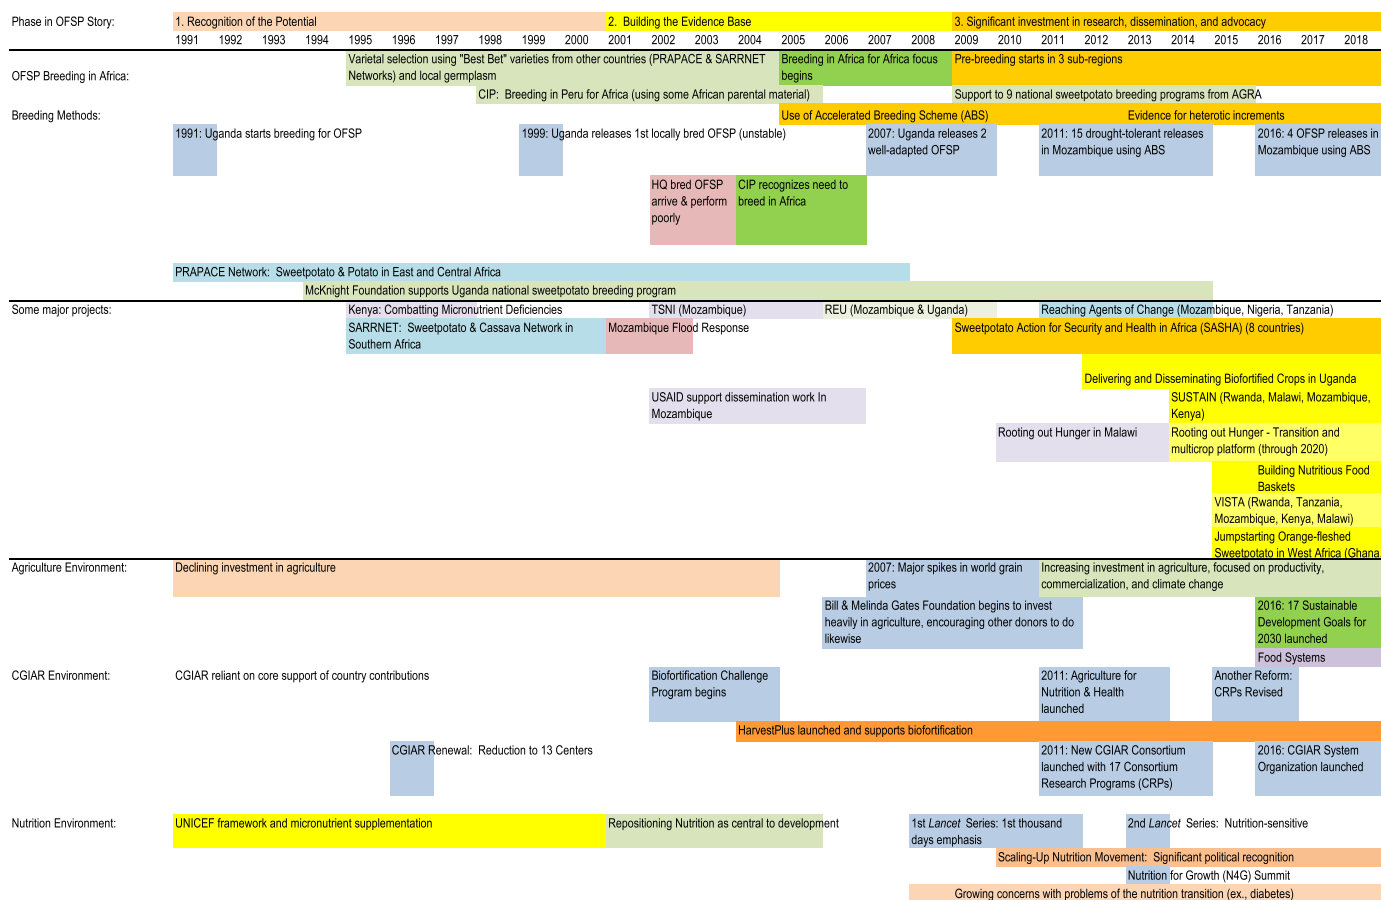 Phase in OFSP Story: 1. Recognition of the Potential 2. Building the Evidence Base 3. Significant investment in research, dissemination, and advocacy
1991 1992 1993 1994 1995 1996 1997 1998 1999 2000 2001 2002 2003 2004 2005 2006 2007 2008 2009 2010 2011 2012 2013 2014 2015 2016 2017 2018
OFSP Breeding in Africa:
Varietal selection using "Best Bet" varieties from other countries (PRAPACE & SARRNET
Networks) and local germplasm
Breeding in Africa for Africa focus
begins
Pre-breeding starts in 3 sub-regions
CIP: Breeding in Peru for Africa (using some African parental material)
Support to 9 national sweetpotato breeding programs from AGRA
Breeding Methods:
Use of Accelerated Breeding Scheme (ABS)
Evidence for heterotic increments
1991: Uganda starts breeding for OFSP
1999: Uganda releases 1st locally bred OFSP (unstable)
2007: Uganda releases 2
well-adapted OFSP
2011: 15 drought-tolerant releases
in Mozambique using ABS
2016: 4 OFSP releases in
Mozambique using ABS
HQ bred OFSP
arrive & perform
poorly
CIP recognizes need to
breed in Africa
PRAPACE Network: Sweetpotato & Potato in East and Central Africa
McKnight Foundation supports Uganda national sweetpotato breeding program
Some major projects:
Kenya: Combatting Micronutrient Deficiencies
TSNI (Mozambique)
REU (Mozambique & Uganda)
Reaching Agents of Change (Mozambique, Nigeria, Tanzania)
SARRNET: Sweetpotato & Cassava Network in
Southern Africa
Mozambique Flood Response
Sweetpotato Action for Security and Health in Africa (SASHA) (8 countries)
Delivering and Disseminating Biofortified Crops in Uganda
USAID support dissemination work In
Mozambique
SUSTAIN (Rwanda, Malawi, Mozambique,
Kenya)
Rooting out Hunger in Malawi
Rooting out Hunger - Transition and
multicrop platform (through 2020)
Building Nutritious Food
Baskets
VISTA (Rwanda, Tanzania,
Mozambique, Kenya, Malawi)
Jumpstarting Orange-fleshed
Sweetpotato in West Africa (Ghana
Agriculture Environment:
Declining investment in agriculture
2007: Major spikes in world grain
prices
Increasing investment in agriculture, focused on productivity,
commercialization, and climate change
Bill & Melinda Gates Foundation begins to invest
heavily in agriculture, encouraging other donors to do
likewise
2016: 17 Sustainable
Development Goals for
2030 launched
Food Systems
CGIAR Environment:
CGIAR reliant on core support of country contributions
Biofortification Challenge
Program begins
2011: Agriculture for
Nutrition & Health
launched
Another Reform:
CRPs Revised
HarvestPlus launched and supports biofortification
CGIAR Renewal: Reduction to 13 Centers
2011: New CGIAR Consortium
launched with 17 Consortium
Research Programs (CRPs)
2016: CGIAR System
Organization launched
Nutrition Environment:
UNICEF framework and micronutrient supplementation
Repositioning Nutrition as central to development
1st Lancet Series: 1st thousand
days emphasis
2nd Lancet Series: Nutrition-sensitive
Scaling-Up Nutrition Movement: Significant political recognition
Nutrition for Growth (N4G) Summit
Growing concerns with problems of the nutrition transition (ex., diabetes)